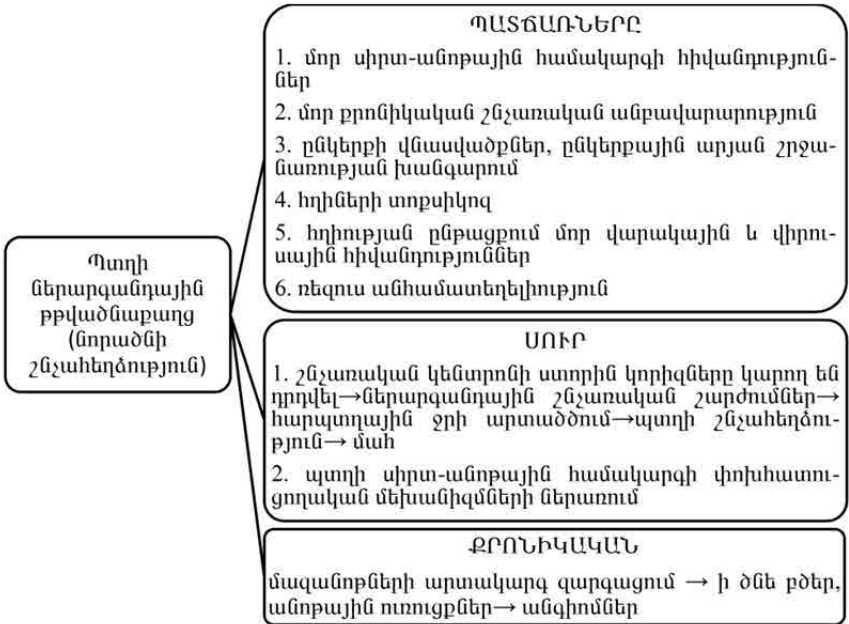 Պտղի
ներարգանդային
թթվածնաքաղց
(նորածնի
շնչահեղձություն)
ՊԱՏՃԱՌՆԵՐԸ
1. մոր սիրտ-անոթային համակարգի հիվանդություն-
ներ
2. մոր քրոնիկական շնչառական անբավարարություն
3. ընկերքի վնասվածքներ, ընկերքային արյան շրջա-
նառության խանգարում
4. հղիների տոքսիկոզ
5. հղիության ընթացքում մոր վարակային և վիրու-
սային հիվանդություններ
6. ռեզուս անհամատեղելիություն
ՍՈՒՐ
1. շնչառական կենտրոնի ստորին կորիզները կարող են
դրդվել→ներարգանդային շնչառական շարժումներ→
հարպտղային ջրի արտածծում→պտղի շնչահեղձու-
թյուն→ մահ
2. պտղի սիրտ-անոթային համակարգի փոխհատու-
ցողական մեխանիզմների ներառում
ՔՐՈՆԻԿԱԿԱՆ
մազանոթների արտակարգ զարգացում → ի ծնե բծեր,
անոթային ուռուցքներ→ անգիոմներ